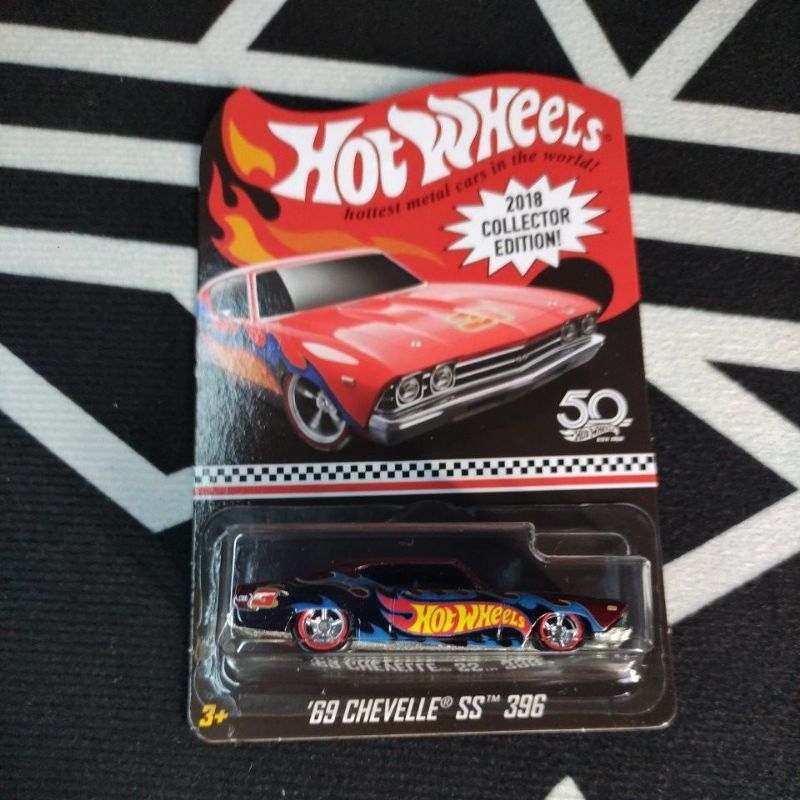 HOT WHEELS®
hottest metal cars in the world!
2018
COLLECTOR
EDITION!
50
HOT WHEELS
HOT WHEELS
3+
'69 CHEVELLE® SS™ 396